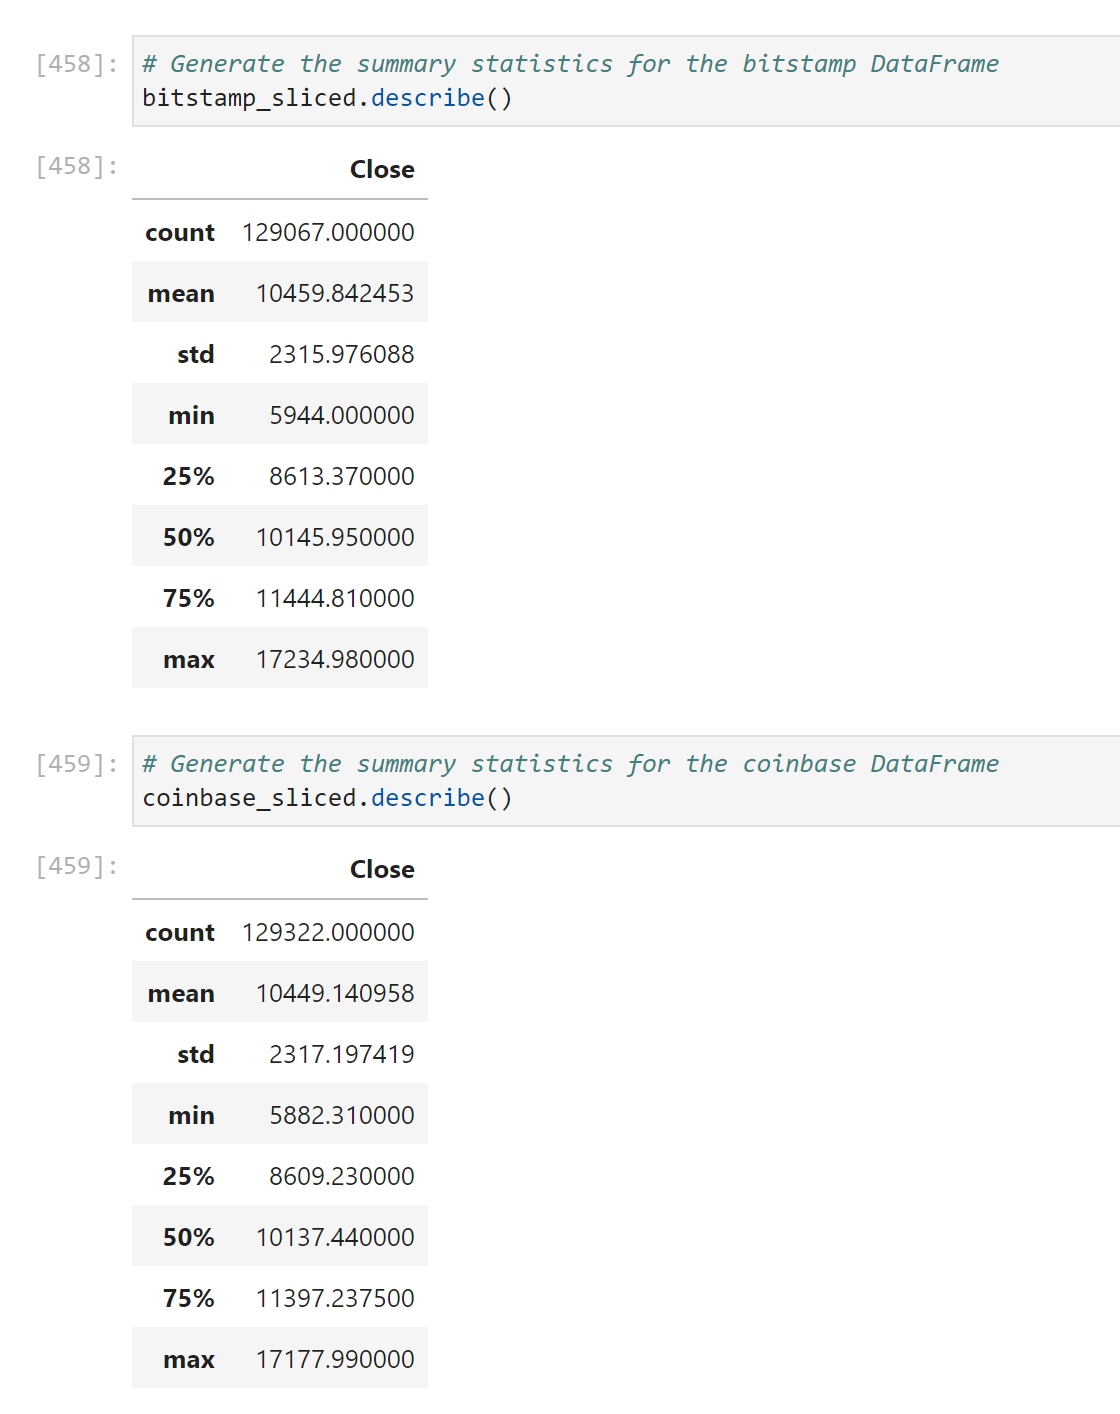 [458]: # Generate the summary statistics for the bitstamp DataFrame
bitstamp_sliced.describe()
[458]: Close
count 129067.000000
mean 10459.842453
std 2315.976088
min 5944.000000
25% 8613.370000
50% 10145.950000
75% 11444.810000
max 17234.980000
[459]: # Generate the summary statistics for the coinbase DataFrame
coinbase_sliced.describe()
[459]: Close
count 129322.000000
mean 10449.140958
std 2317.197419
min 5882.310000
25% 8609.230000
50% 10137.440000
75% 11397.237500
max 17177.990000